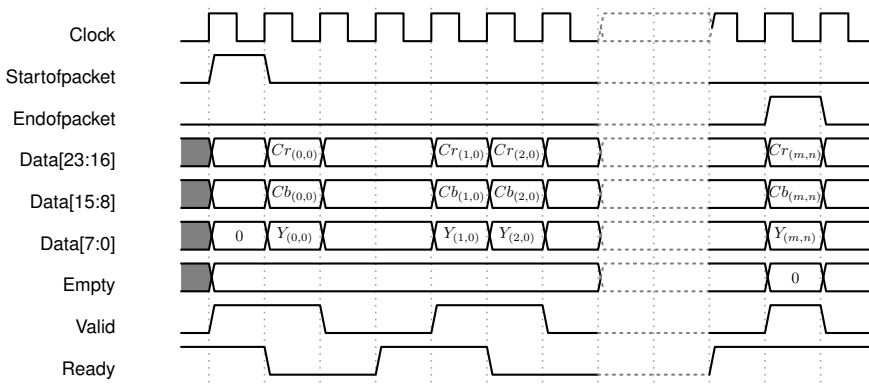 Clock
Startofpacket
Endofpacket
Data[23:16] Cr(0,0) Cr(1,0) Cr(2,0) Cr(m,n)
Data[15:8] Cb(0,0) Cb(1,0) Cb(2,0) Cb(m,n)
Data[7:0] 0 Y(0,0) Y(1,0) Y(2,0) Y(m,n)
Empty 0
Valid
Ready